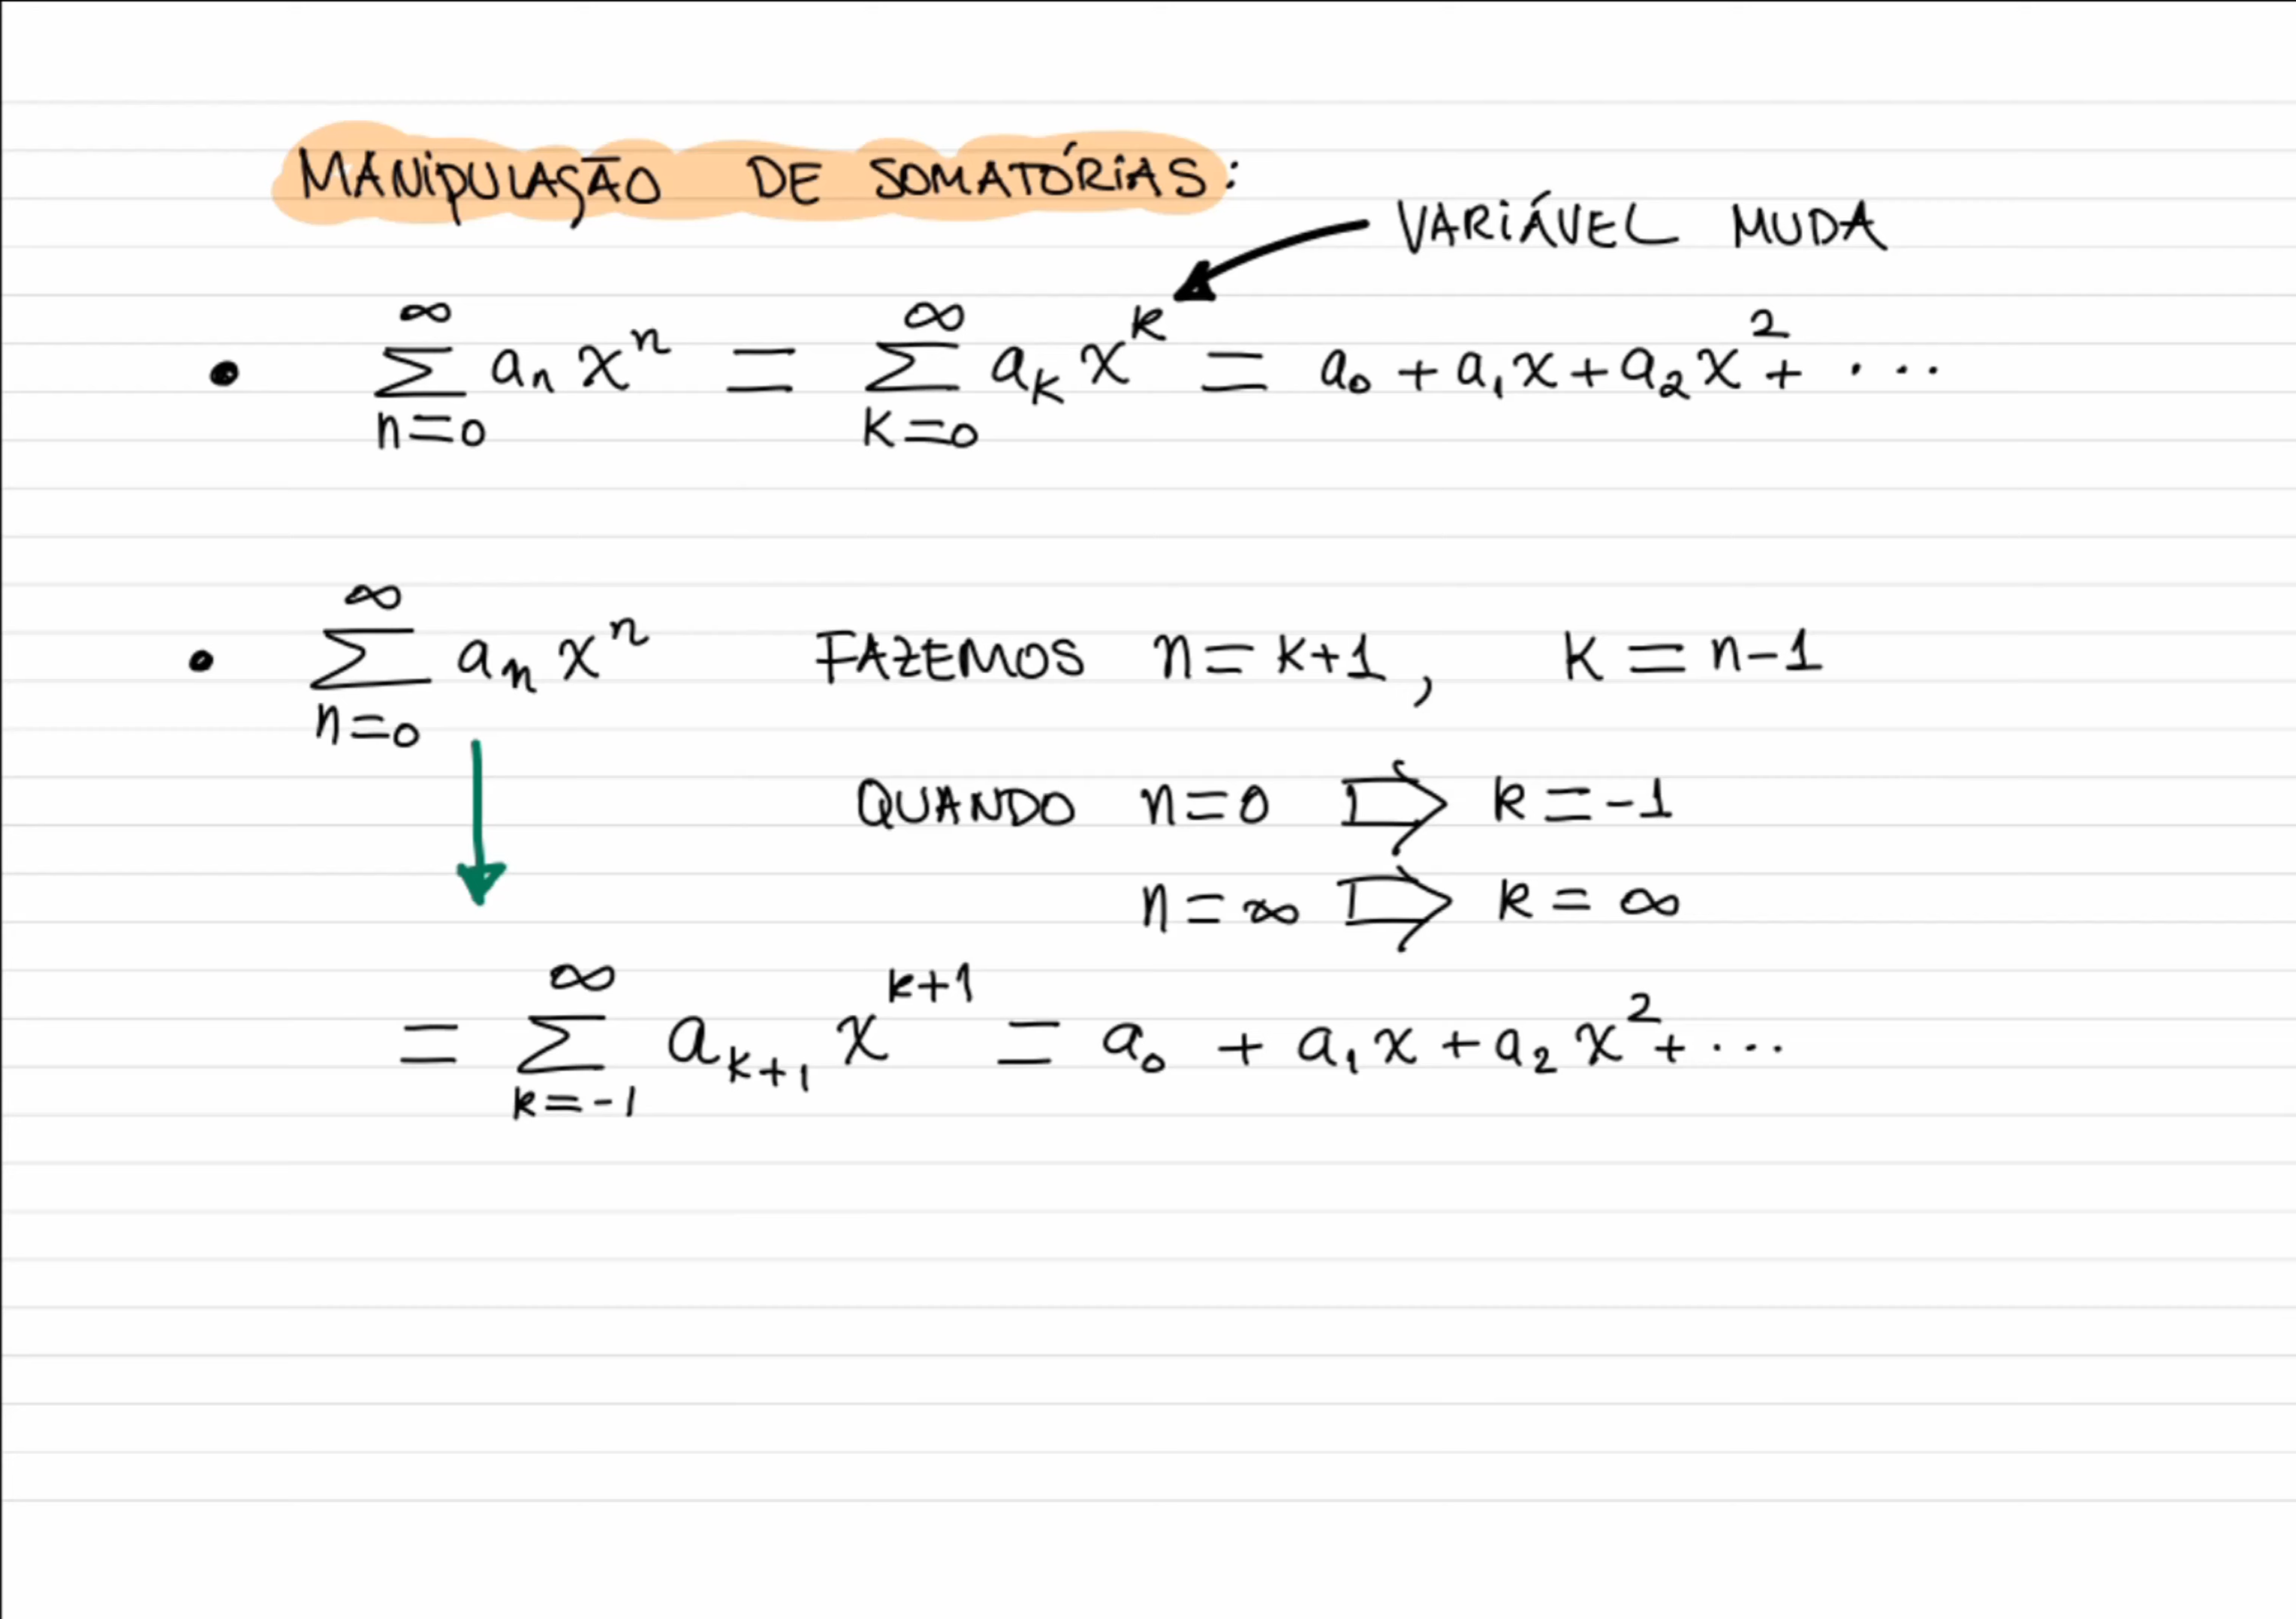 MANIPULAÇÃO DE SOMATÓRIAS:
VARIÁVEL MUDA
• ∑_{n=0}^{∞} a_n x^n = ∑_{k=0}^{∞} a_k x^k = a_0 + a_1 x + a_2 x^2 + ....
• ∑_{n=0}^{∞} a_n x^n FAZEMOS n = k+1, k = n-1
QUANDO n=0 ⇒ k=-1
n=∞ ⇒ k=∞
= ∑_{k=-1}^{∞} a_{k+1} x^{k+1} = a_0 + a_1 x + a_2 x^2 + ...